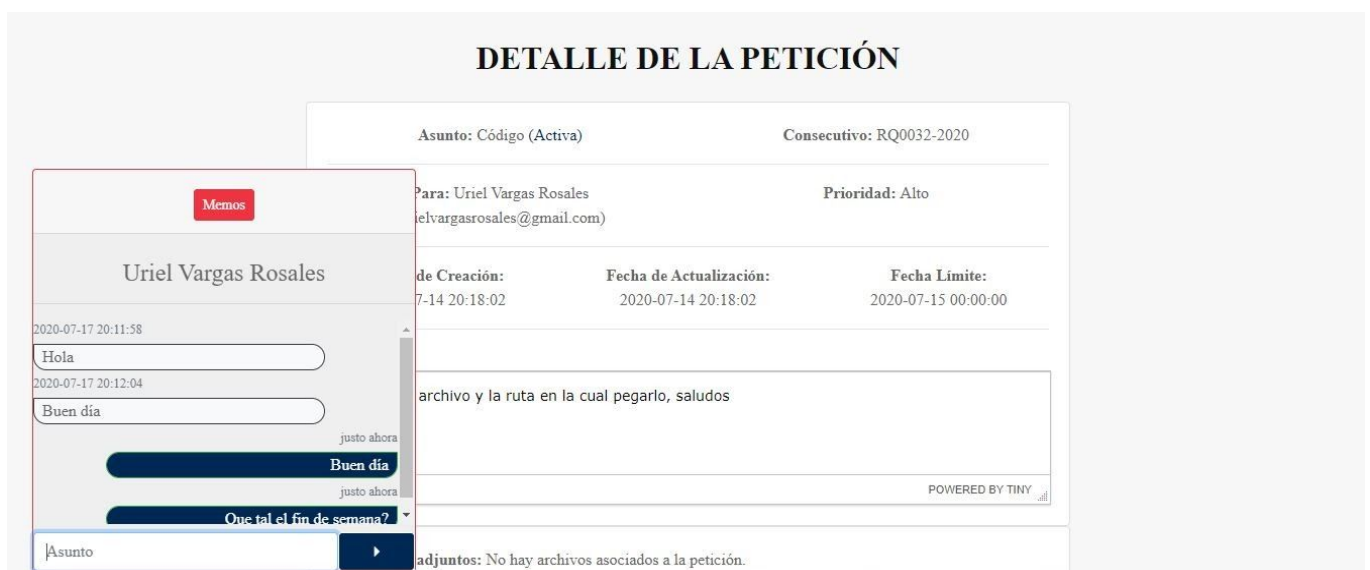 DETALLE DE LA PETICIÓN
Asunto: Código (Activa)
Consecutivo: RQ0032-2020
Para: Uriel Vargas Rosales
ielvargasrosales@gmail.com)
Prioridad: Alto
de Creación:
7-14 20:18:02
Fecha de Actualización:
2020-07-14 20:18:02
Fecha Límite:
2020-07-15 00:00:00
archivo y la ruta en la cual pegarlo, saludos
POWERED BY TINY
adjuntos: No hay archivos asociados a la petición.
Memos
Uriel Vargas Rosales
2020-07-17 20:11:58
Hola
2020-07-17 20:12:04
Buen día
justo ahora
Buen día
justo ahora
Que tal el fin de semana?
Asunto